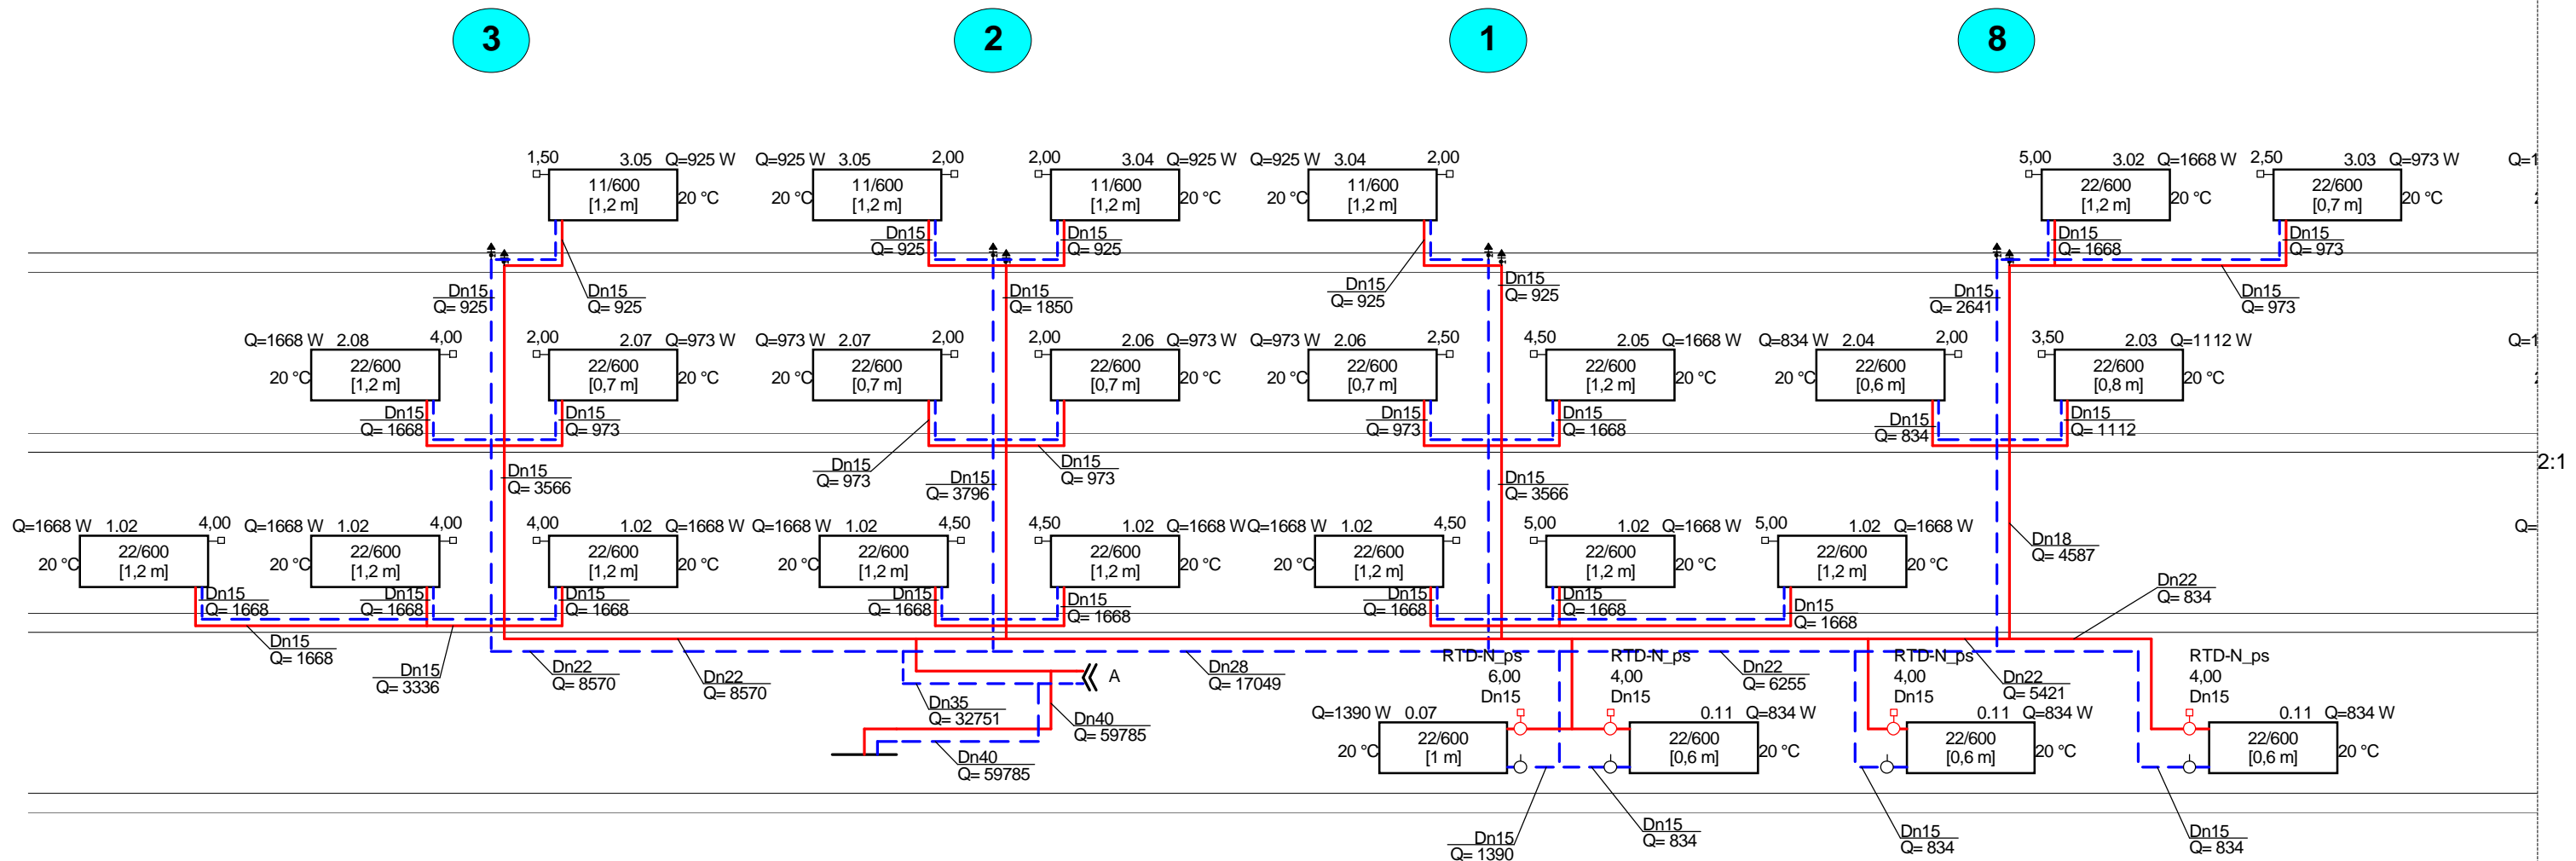 3 2 1 8
1,50 3.05 Q=925 W Q=925 W 3.05 2,00 2,00 3.04 Q=925 W Q=925 W 3.04 2,00 5,00 3.02 Q=1668 W 2,50 3.03 Q=973 W
11/600 11/600 11/600 11/600 22/600 22/600
20 °C 20 °C 20 °C 20 °C 20 °C 20 °C
[1,2 m] [1,2 m] [1,2 m] [1,2 m] [1,2 m] [0,7 m]
Dn15 Dn15 Dn15 Dn15
Q= 925 Q= 925 Q= 1668 Q= 973
Dn15 Dn15 Dn15 Dn15 Dn15 Dn15 Dn15
Q= 925 Q= 925 Q= 1850 Q= 925 Q= 925 Q= 2641 Q= 973
Q=1668 W 2.08 4,00 2,00 2.07 Q=973 W Q=973 W 2.07 2,00 2,00 2.06 Q=973 W Q=973 W 2.06 2,50 4,50 2.05 Q=1668 W Q=834 W 2.04 2,00 3,50 2.03 Q=1112 W
22/600 22/600 22/600 22/600 22/600 22/600 22/600 22/600
20 °C 20 °C 20 °C 20 °C 20 °C 20 °C 20 °C 20 °C
[1,2 m] [0,7 m] [0,7 m] [0,7 m] [0,7 m] [1,2 m] [0,6 m] [0,8 m]
Dn15 Dn15 Dn15 Dn15 Dn15 Dn15
Q= 1668 Q= 973 Q= 973 Q= 1668 Q= 834 Q= 1112
Dn15 Dn15 Dn15 Dn15 Dn15
Q= 3566 Q= 973 Q= 3796 Q= 973 Q= 3566
2:1
Q=1668 W 1.02 4,00 Q=1668 W 1.02 4,00 4,00 1.02 Q=1668 W Q=1668 W 1.02 4,50 4,50 1.02 Q=1668 W Q=1668 W 1.02 4,50 5,00 1.02 Q=1668 W 5,00 1.02 Q=1668 W
22/600 22/600 22/600 22/600 22/600 22/600 22/600 22/600
20 °C 20 °C 20 °C 20 °C 20 °C 20 °C 20 °C 20 °C
[1,2 m] [1,2 m] [1,2 m] [1,2 m] [1,2 m] [1,2 m] [1,2 m] [1,2 m]
Dn18
Q= 4587
Dn15 Dn15 Dn15 Dn15 Dn15 Dn15 Dn15 Dn15 Dn22
Q= 1668 Q= 1668 Q= 1668 Q= 1668 Q= 1668 Q= 1668 Q= 1668 Q= 1668 Q= 834
Dn15 Dn15 Dn22 Dn22 Dn28 Dn22 Dn22
Q= 1668 Q= 3336 Q= 8570 Q= 8570 Q= 17049 Q= 6255 Q= 5421
A
RTD-N_ps RTD-N_ps RTD-N_ps RTD-N_ps
6,00 4,00 4,00 4,00
Dn15 Dn15 Dn15 Dn15
Dn35 Dn40
Q= 32751 Q= 59785
Q=1390 W 0.07 0.11 Q=834 W 0.11 Q=834 W 0.11 Q=834 W
22/600 22/600 22/600 22/600
20 °C 20 °C 20 °C 20 °C
[1 m] [0,6 m] [0,6 m] [0,6 m]
Dn40
Q= 59785
Dn15 Dn15 Dn15 Dn15
Q= 1390 Q= 834 Q= 834 Q= 834